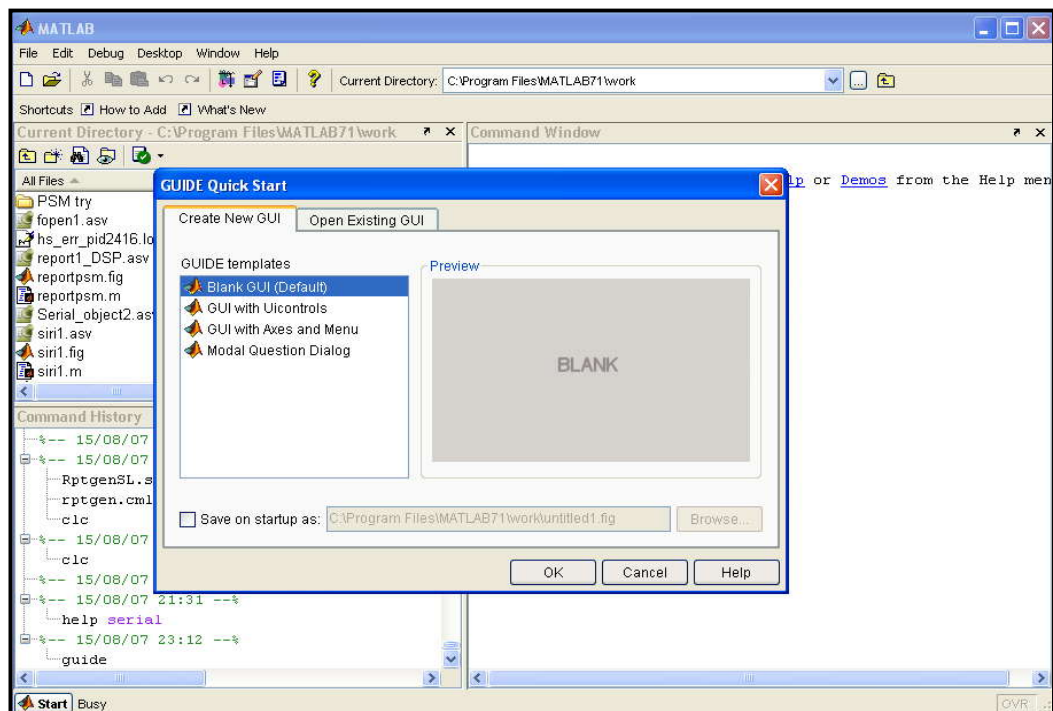 MATLAB
File Edit Debug Desktop Window Help
Current Directory: C:\Program Files\MATLAB71\work
Shortcuts How to Add What's New
Current Directory - C:\Program Files\MATLAB71\work
Command Window
All Files
PSM try
fopen1.asv
hs_err_pid2416.lo
report1_DSP.asv
reportpsm.fig
reportpsm.m
Serial_object2.as
siri1.asv
siri1.fig
siri1.m
lp or Demos from the Help men
GUIDE Quick Start
Create New GUI Open Existing GUI
GUIDE templates
Blank GUI (Default)
GUI with Uicontrols
GUI with Axes and Menu
Modal Question Dialog
Preview
BLANK
Save on startup as: C:\Program Files\MATLAB71\work\untitled1.fig Browse...
OK Cancel Help
Command History
%-- 15/08/07
%-- 15/08/07
RptgenSL.s
rptgen.cml
clc
%-- 15/08/07
clc
%-- 15/08/07
%-- 15/08/07 21:31 --%
help serial
%-- 15/08/07 23:12 --%
guide
Start Busy
OVR